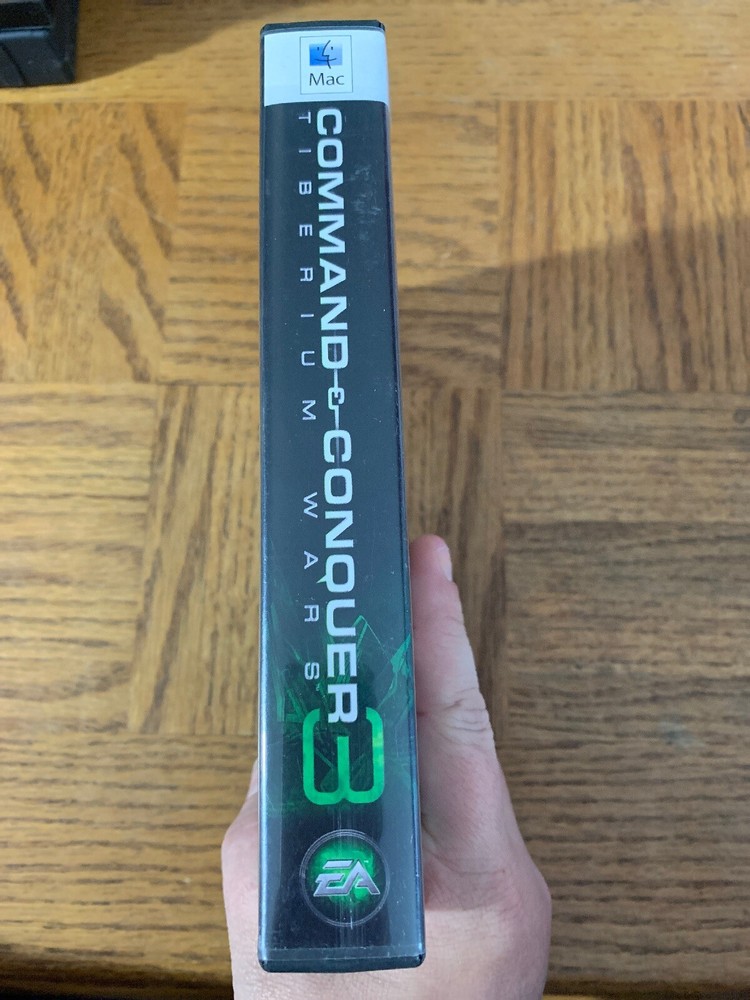 Mac
COMMAND & CONQUER 3
TIBERIUM WARS
EA